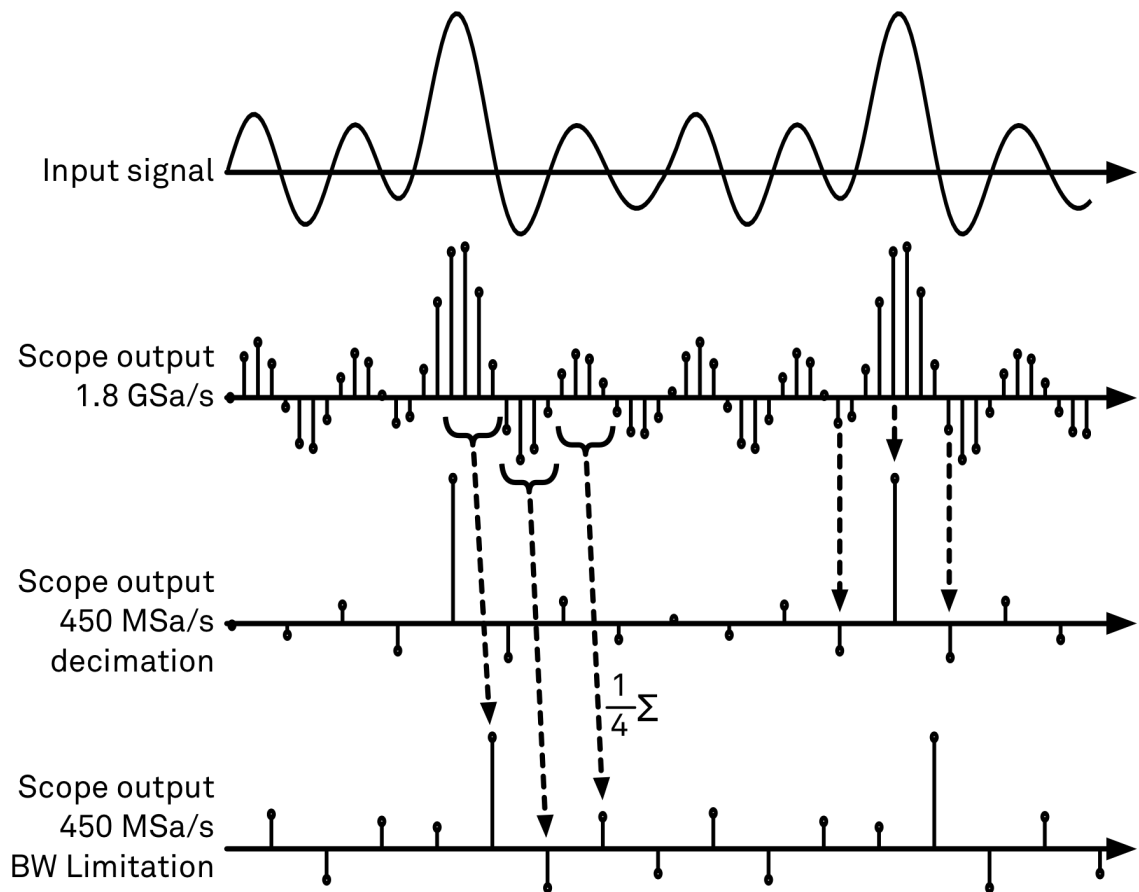 Input signal
Scope output
1.8 GSa/s
Scope output
450 MSa/s
decimation
1
4
Σ
Scope output
450 MSa/s
BW Limitation